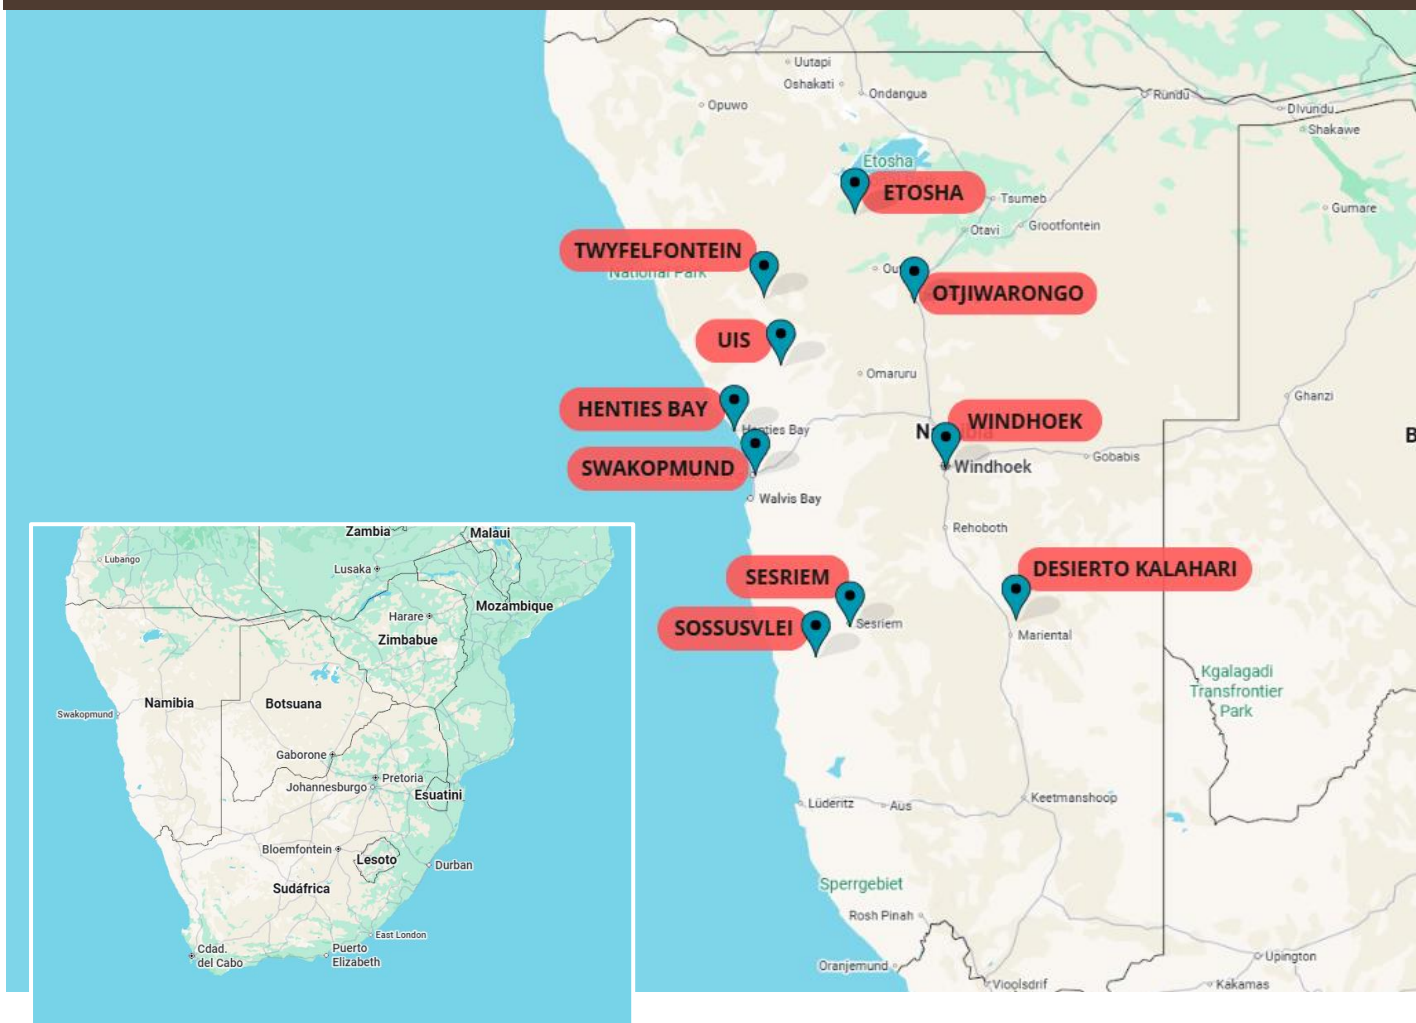 Uutapi
Oshakati
Ondangua
Opuwo
Rundu
Divundu
Shakawe
Etosha
ETOSHA
Tsumeb
Gumare
Otavi
Grootfontein
TWYFELFONTEIN
National Park
OTJIWARONGO
UIS
Omaruru
Ghanzi
HENTIES BAY
Henties Bay
WINDHOEK
Windhoek
Gobabis
SWAKOPMUND
Walvis Bay
Rehoboth
SESRIEM
DESIERTO KALAHARI
SOSSUSVLEI
Sesriem
Mariental
Kgalagadi
Transfrontier
Park
Lüderitz
Aus
Keetmanshoop
Sperrgebiet
Rosh Pinah
Oranjemund
Vioolsdrif
Upington
Kakamas
Zambia
Malaui
Lubango
Lusaka
Mozambique
Harare
Zimbabue
Namibia
Botsuana
Swakopmund
Gaborone
Pretoria
Johannesburgo
Esuatini
Bloemfontein
Lesoto
Durban
Sudáfrica
East London
Cdad.
del Cabo
Puerto
Elizabeth